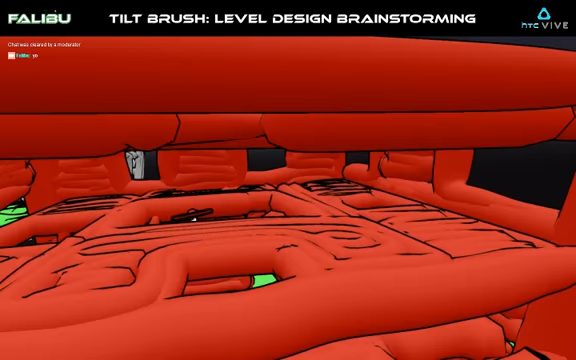 FALIBU
TILT BRUSH: LEVEL DESIGN BRAINSTORMING
htc VIVE
Chat was cleared by a moderator